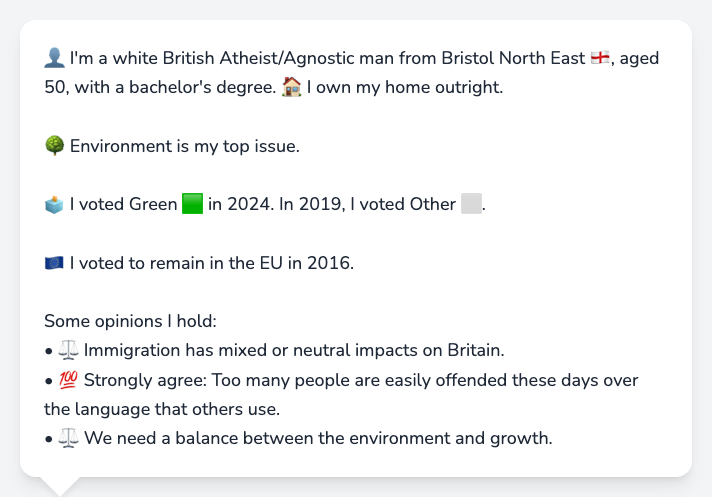 👤 I'm a white British Atheist/Agnostic man from Bristol North East 🏴󠁧󠁢󠁥󠁮󠁧󠁿, aged
50, with a bachelor's degree. 🏠 I own my home outright.
🌳 Environment is my top issue.
🗳️ I voted Green 🟩 in 2024. In 2019, I voted Other ⬜.
🇪🇺 I voted to remain in the EU in 2016.
Some opinions I hold:
• ⚖️ Immigration has mixed or neutral impacts on Britain.
• 💯 Strongly agree: Too many people are easily offended these days over
the language that others use.
• ⚖️ We need a balance between the environment and growth.